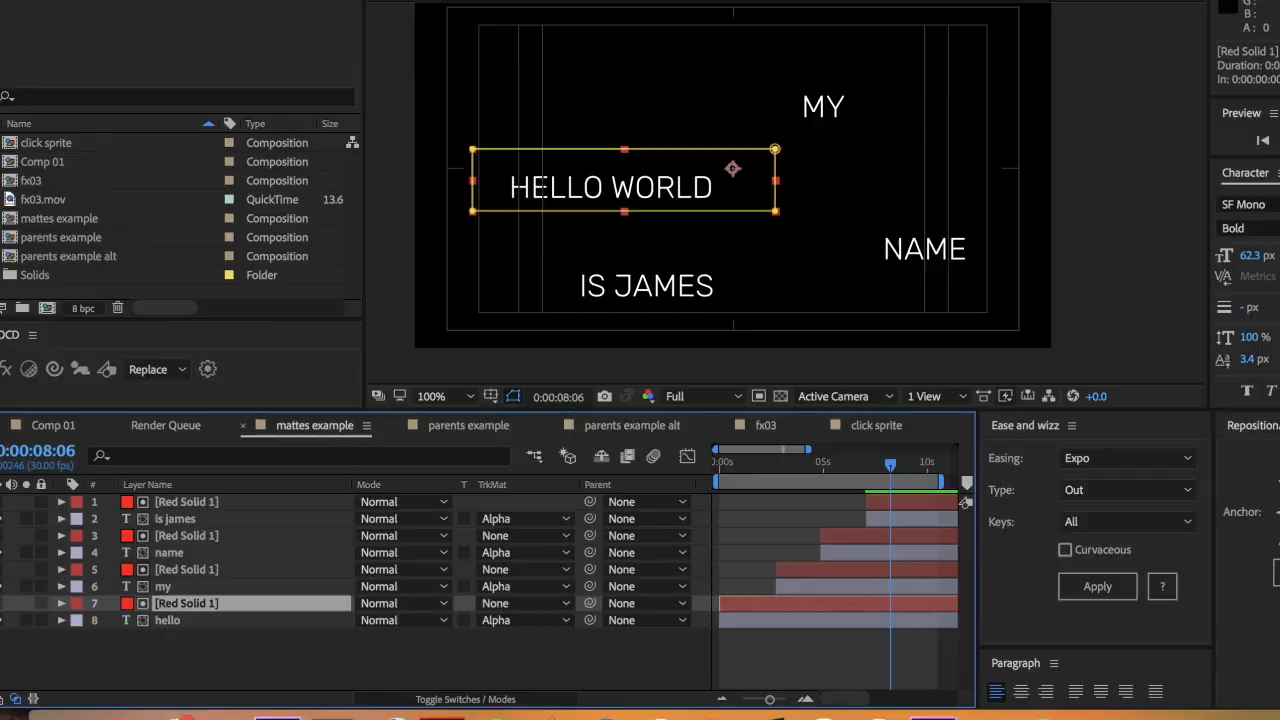 G:
B:
A: 0
[Red Solid 1]
Duration: 0:0
In: 0:00:00:0
MY
HELLO WORLD
NAME
IS JAMES
Name Type Size
click sprite Composition
Comp 01 Composition
fx03 Composition
fx03.mov QuickTime 13.6
mattes example Composition
parents example Composition
parents example alt Composition
Solids Folder
8 bpc
OCD
Replace
100% 0:00:08:06 Full Active Camera 1 View +0.0
Preview
Character
SF Mono
Bold
62.3 px
Metrics
- px
100 %
3.4 px
T T
Comp 01 Render Queue × mattes example parents example parents example alt fx03 click sprite
0:00:08:06
00246 (30.00 fps)
:00s 05s 10s
# Layer Name Mode T TrkMat Parent
1 [Red Solid 1] Normal None
2 is james Normal Alpha None
3 [Red Solid 1] Normal None None
4 name Normal Alpha None
5 [Red Solid 1] Normal None None
6 my Normal Alpha None
7 [Red Solid 1] Normal None None
8 hello Normal Alpha None
Toggle Switches / Modes
Ease and wizz
Easing: Expo
Type: Out
Keys: All
Curvaceous
Apply ?
Paragraph
Reposition
Anchor: